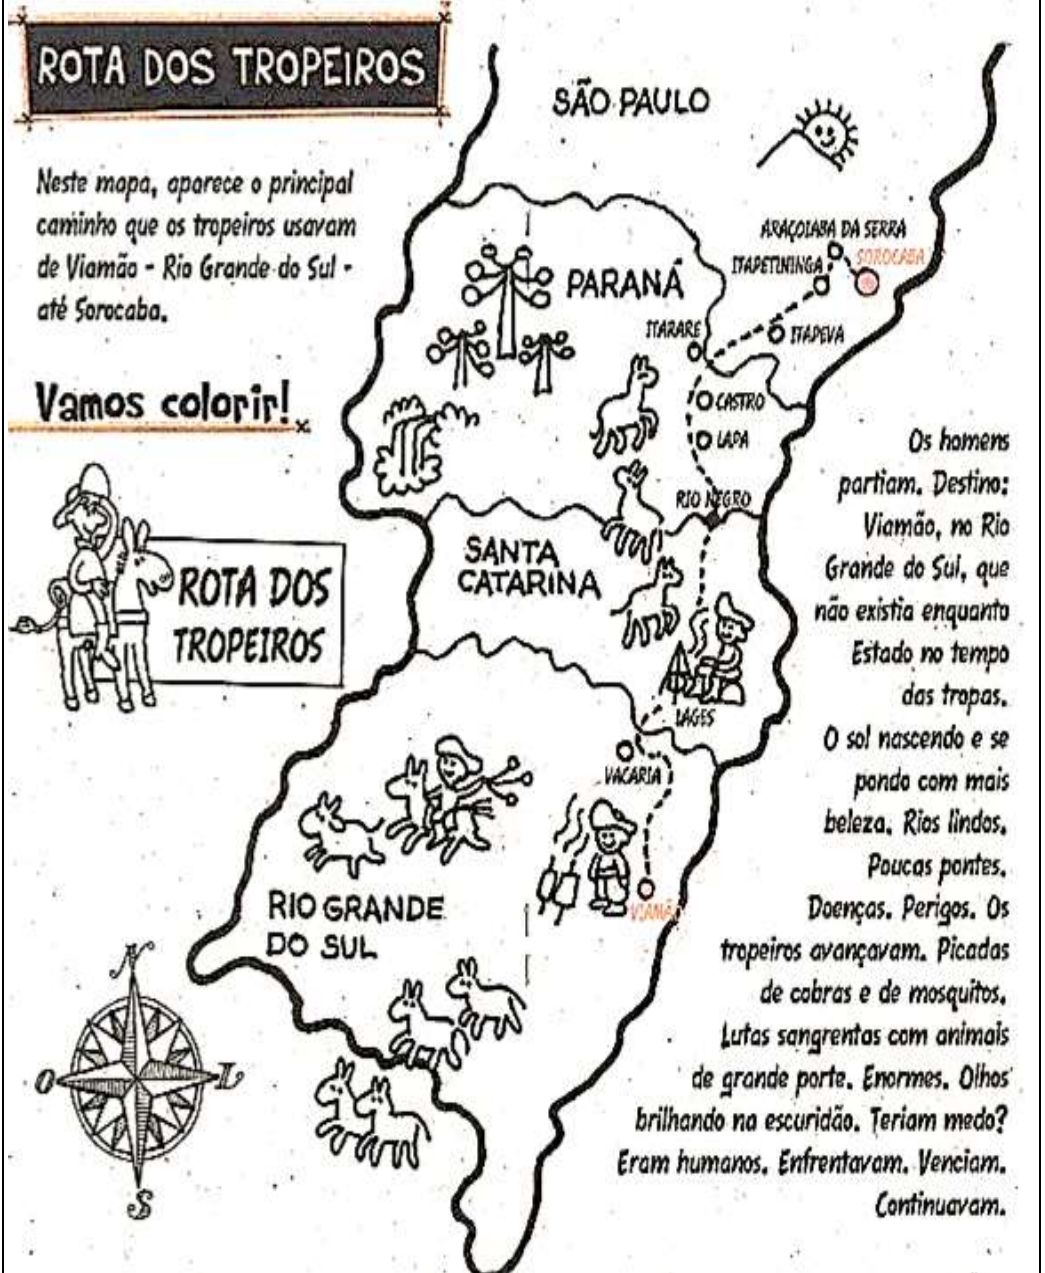 ROTA DOS TROPEIROS
Neste mapa, aparece o principal
caminho que os tropeiros usavam
de Viamão - Rio Grande do Sul -
até Sorocaba.
Vamos colorir!
ROTA DOS
TROPEIROS
SÃO PAULO
ARAÇOIABA DA SERRA
ITAPETININGA
SOROCABA
PARANÁ
ITARARE
ITAPEVA
CASTRO
LAPA
RIO NEGRO
SANTA
CATARINA
LAGES
VACARIA
VIAMÃO
RIO GRANDE
DO SUL
N
O
L
S
Os homens
partiam. Destino:
Viamão, no Rio
Grande do Sul, que
não existia enquanto
Estado no tempo
das tropas.
O sol nascendo e se
pondo com mais
beleza. Rios lindos.
Poucas pontes.
Doenças. Perigos. Os
tropeiros avançavam. Picadas
de cobras e de mosquitos.
Lutas sangrentas com animais
de grande porte. Enormes. Olhos
brilhando na escuridão. Teriam medo?
Eram humanos. Enfrentavam. Venciam.
Continuavam.